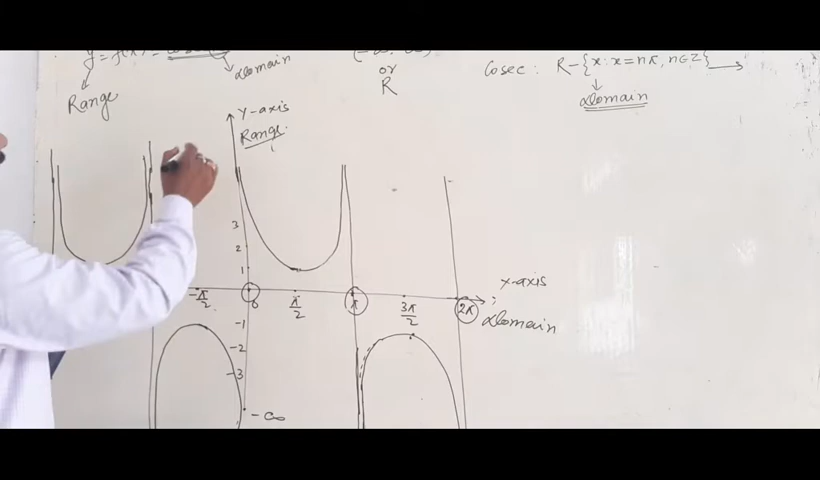 y = f(x) =
Domain
Range
or
R
Cosec : R - {x : x = nπ, n ∈ Z}
Domain
Y-axis
Range
3
2
1
-π/2
0
π/2
π
3π/2
2π
x-axis
Domain
-1
-2
-3
-∞